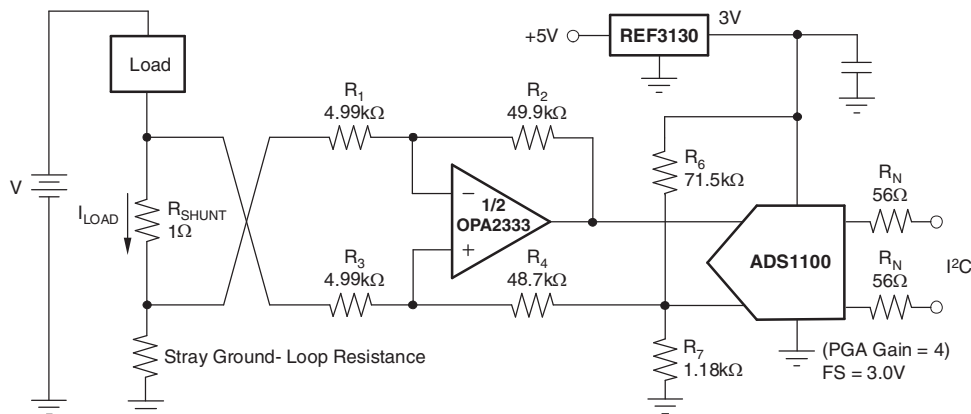 3V
+5V
REF3130
Load
R1
4.99kΩ
R2
49.9kΩ
R6
71.5kΩ
V
ILOAD
RSHUNT
1Ω
−
1/2
OPA2333
+
RN
56Ω
ADS1100
RN
56Ω
I²C
R3
4.99kΩ
R4
48.7kΩ
Stray Ground- Loop Resistance
R7
1.18kΩ
(PGA Gain = 4)
FS = 3.0V